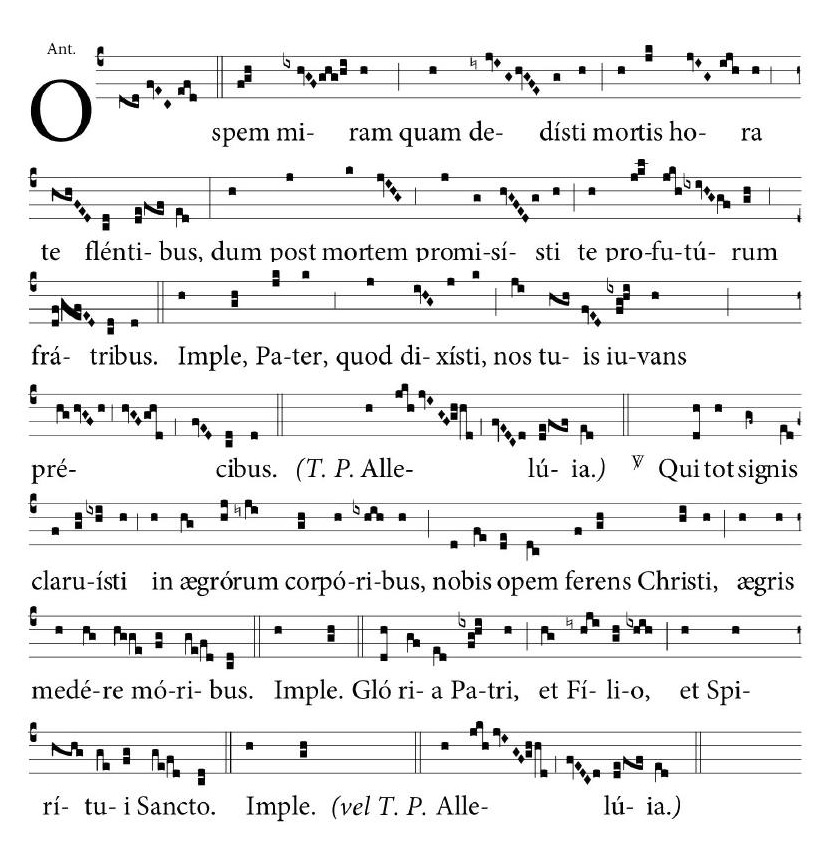 Ant.
O spem mi- ram quam de- dísti mortis ho- ra
te fléntI- bus, dum post mortem promi-sí- sti te pro-fu-tú- rum
frá- tribus. Imple, Pa-ter, quod di-xísti, nos tu- is iu-vans
pré- cibus. (T. P. Alle- lú- ia.) ℣ Qui tot signis
claru-ísti in ægrórum corpó-ri-bus, nobis opem ferens Christi, ægris
medé-re mó-ri- bus. Imple. Gló ri- a Pa-tri, et Fí- li-o, et Spi-
rí- tu- i Sancto. Imple. (vel T. P. Alle- lú- ia.)